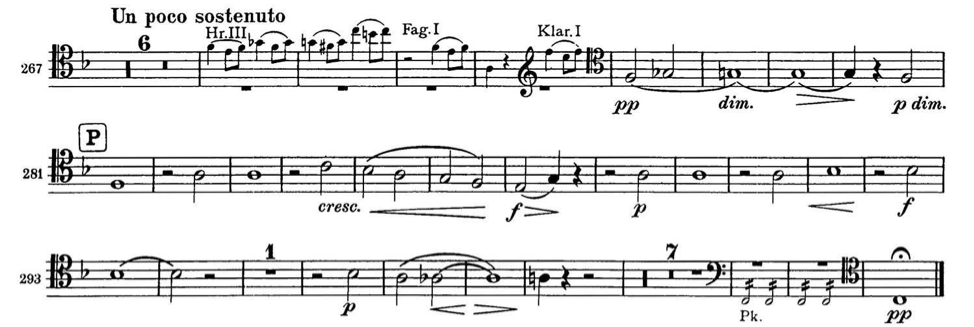 Un poco sostenuto
6 Hr.III Fag.I Klar.I
267
pp dim. p dim.
P
281
cresc. f p f
1 7
293
p Pk. pp